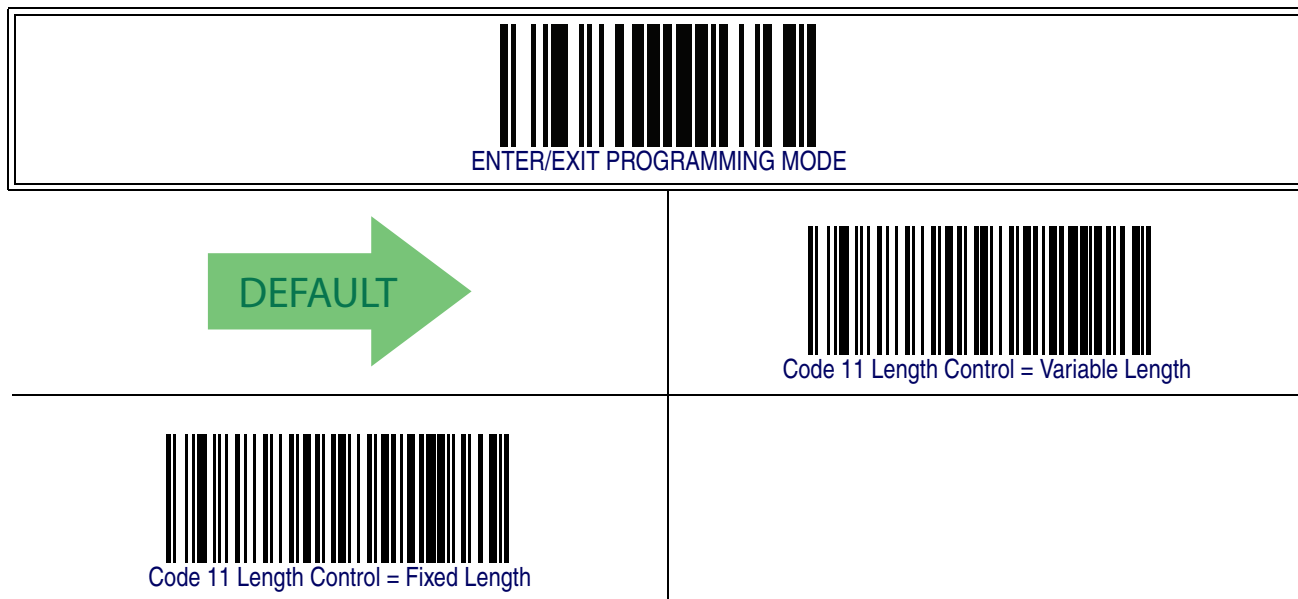 ENTER/EXIT PROGRAMMING MODE
DEFAULT
Code 11 Length Control = Variable Length
Code 11 Length Control = Fixed Length